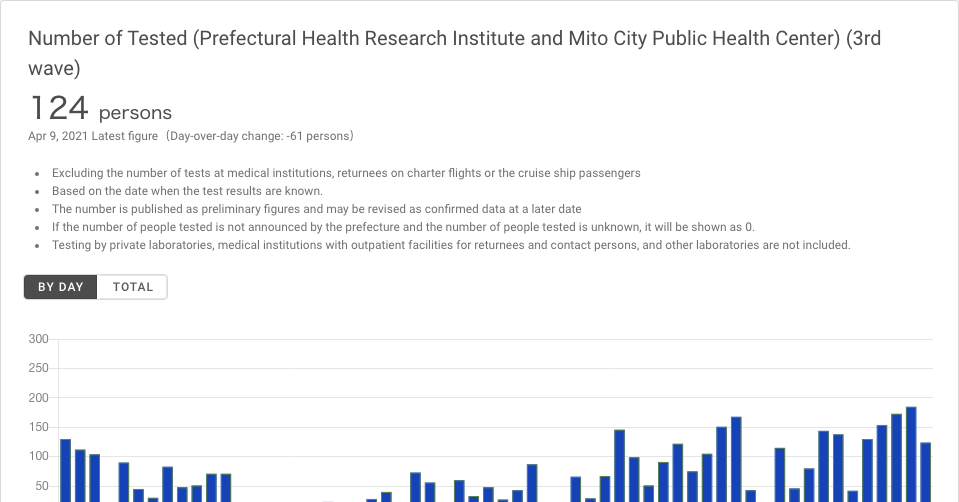 Number of Tested (Prefectural Health Research Institute and Mito City Public Health Center) (3rd
wave)
124 persons
Apr 9, 2021 Latest figure（Day-over-day change: -61 persons）
Excluding the number of tests at medical institutions, returnees on charter flights or the cruise ship passengers
Based on the date when the test results are known.
The number is published as preliminary figures and may be revised as confirmed data at a later date
If the number of people tested is not announced by the prefecture and the number of people tested is unknown, it will be shown as 0.
Testing by private laboratories, medical institutions with outpatient facilities for returnees and contact persons, and other laboratories are not included.
BY DAY TOTAL
300
250
200
150
100
50